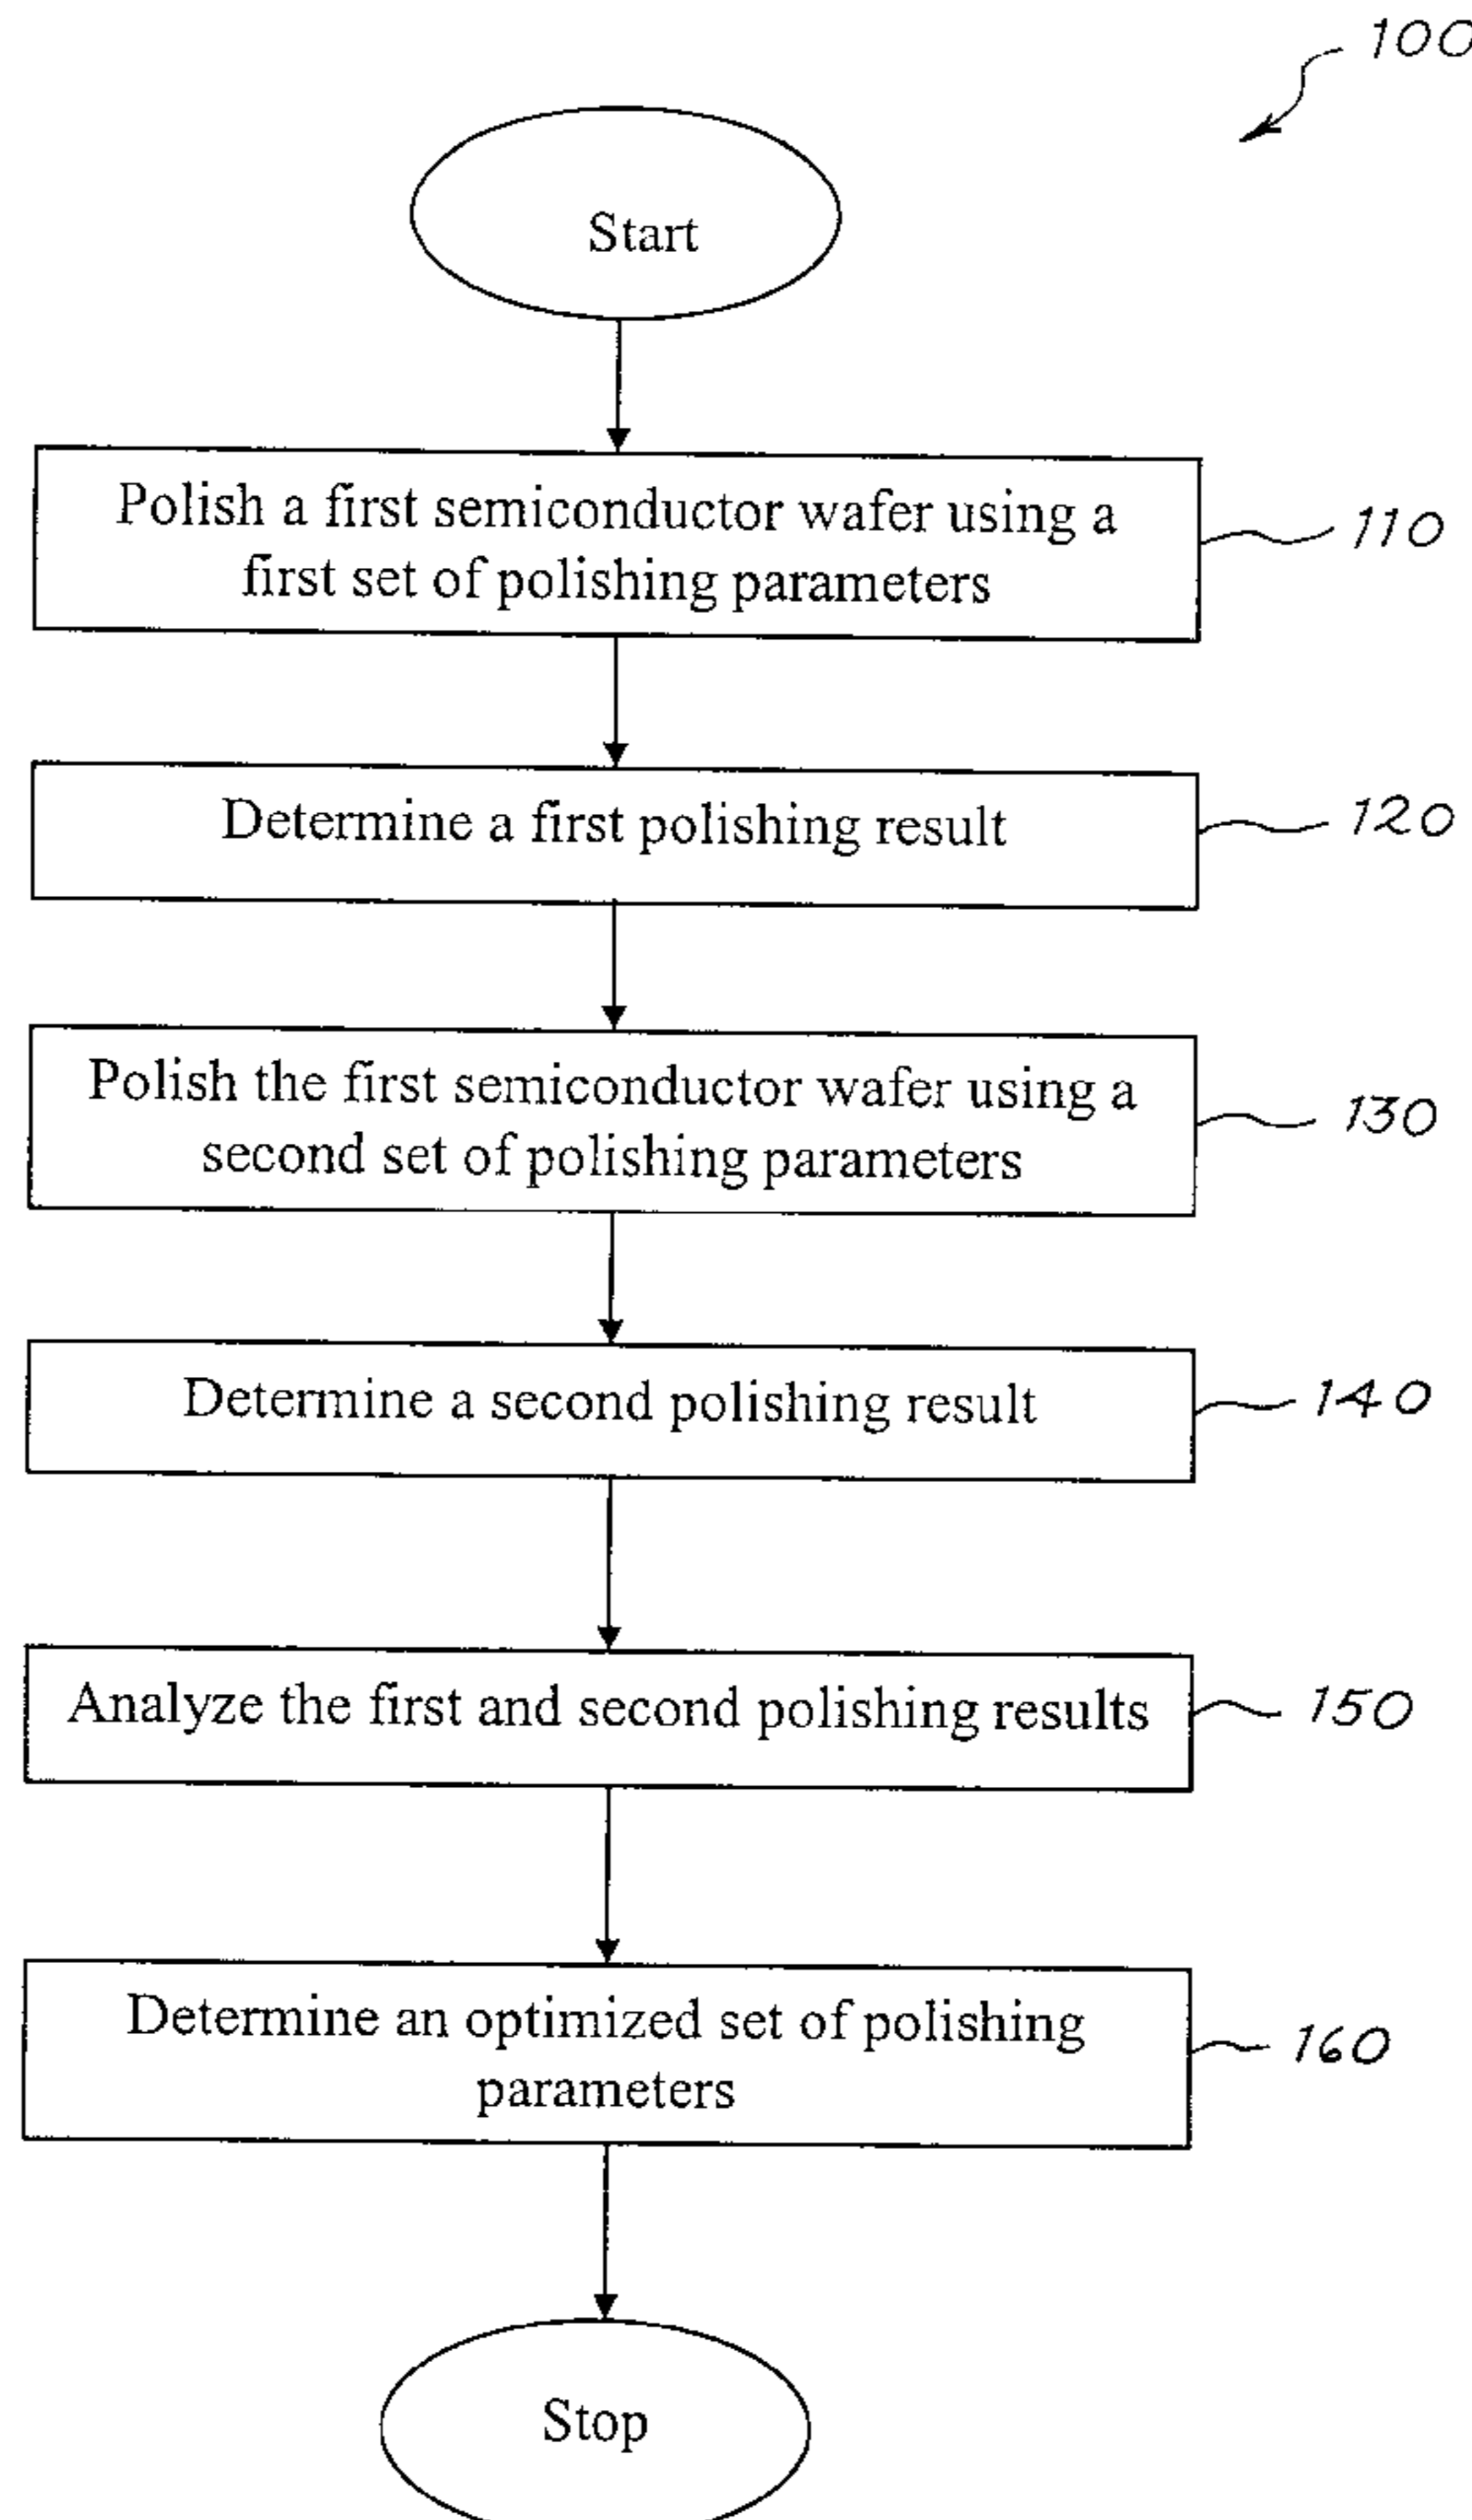 100
Start
Polish a first semiconductor wafer using a
first set of polishing parameters
110
Determine a first polishing result
120
Polish the first semiconductor wafer using a
second set of polishing parameters
130
Determine a second polishing result
140
Analyze the first and second polishing results
150
Determine an optimized set of polishing
parameters
160
Stop